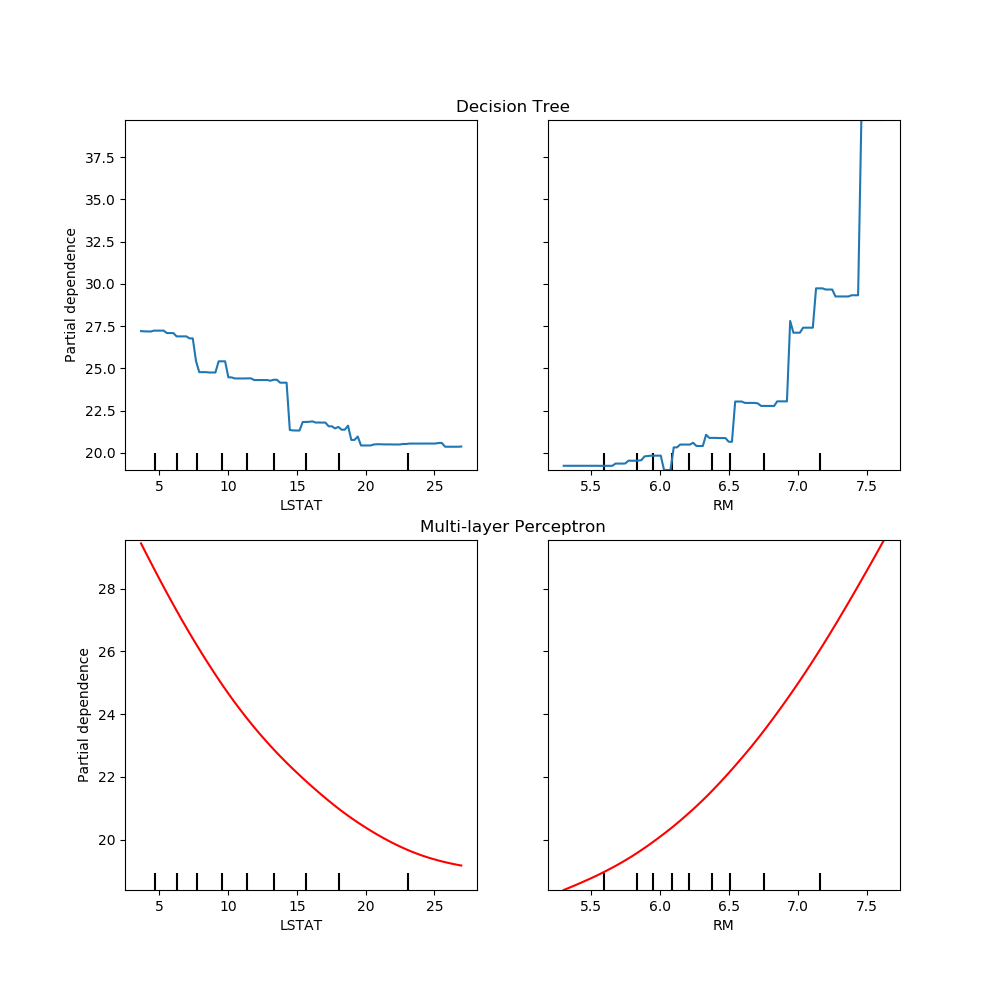 Decision Tree
Partial dependence
37.5
35.0
32.5
30.0
27.5
25.0
22.5
20.0
5 10 15 20 25
LSTAT
5.5 6.0 6.5 7.0 7.5
RM
Multi-layer Perceptron
Partial dependence
28
26
24
22
20
5 10 15 20 25
LSTAT
5.5 6.0 6.5 7.0 7.5
RM